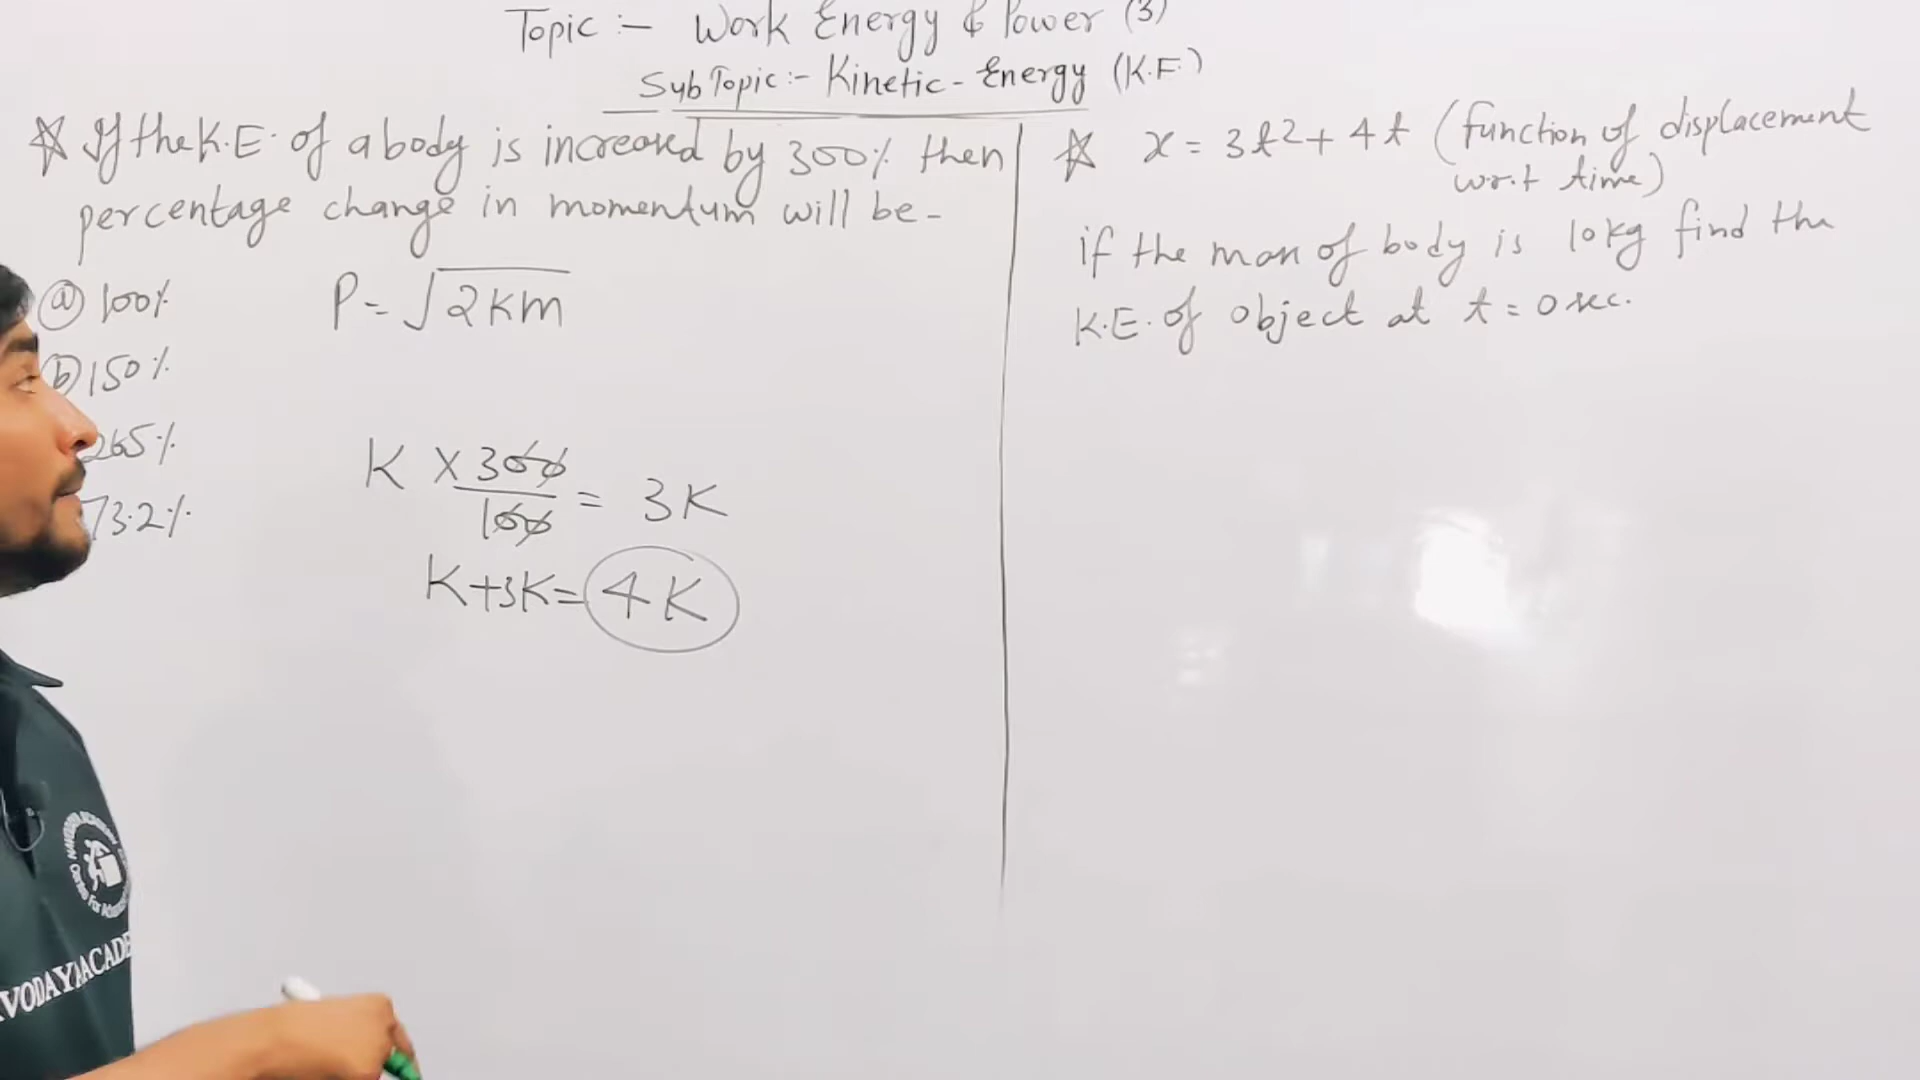 Topic :- Work Energy & Power (3)
Sub Topic :- Kinetic - Energy (K.E.)
If the K.E. of a body is increased by 300% then
percentage change in momentum will be -
(a) 100%
(b) 150%
265%
73.2%
P = √2km
K × 300/100 = 3K
K+3K = 4K
x = 3t² + 4t (function of displacement
w.r.t time)
if the mass of body is 10kg find the
K.E. of object at t = 0 sec.
VODAYA ACADE